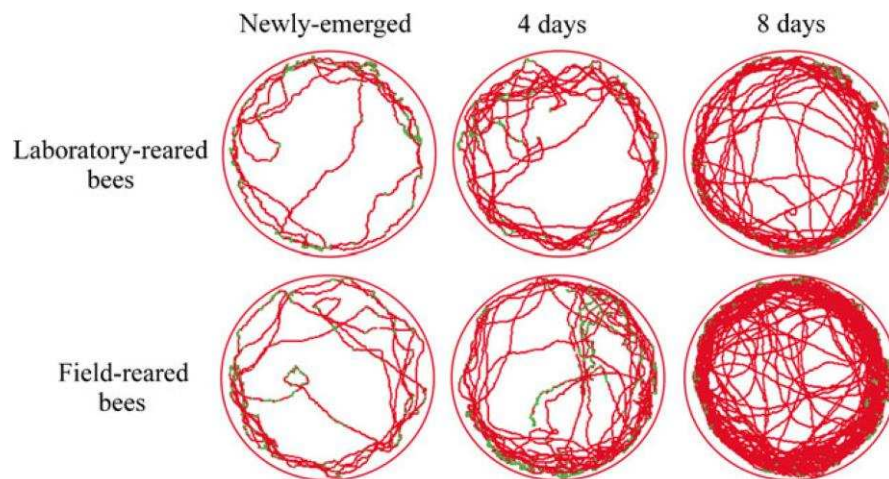 Newly-emerged 4 days 8 days
Laboratory-reared
bees
Field-reared
bees